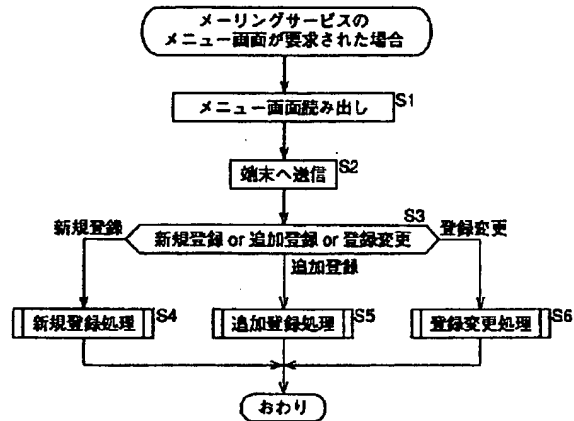 メーリングサービスの
メニュー画面が要求された場合
メニュー画面読み出し
S1
端末へ送信
S2
S3
新規登録
新規登録 or 追加登録 or 登録変更
登録変更
追加登録
新規登録処理
S4
追加登録処理
S5
登録変更処理
S6
おわり